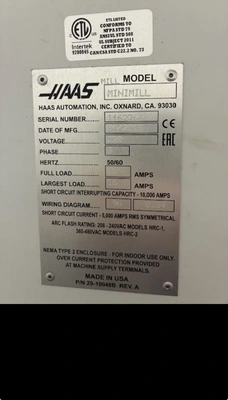 ETL LISTED
CONFORMS TO
NFPA STD 79
ANSI/UL STD 508
UL SUBJECT 2011
CERTIFIED TO
CAN/CSA STD C22.2 NO. 73
Intertek
HAAS
MILL MODEL
MINIMILL
HAAS AUTOMATION, INC. OXNARD, CA. 93030
SERIAL NUMBER
DATE OF MFG
VOLTAGE
PHASE
HERTZ 50/60
FULL LOAD AMPS
LARGEST LOAD AMPS
SHORT CIRCUIT INTERRUPTING CAPACITY - 10,000 AMPS
WIRING DIAGRAM
SHORT CIRCUIT CURRENT - 5,000 AMPS RMS SYMMETRICAL
ARC FLASH RATING: 208 - 240VAC MODELS HRC-1,
360-480VAC MODELS HRC-2
NEMA TYPE 2 ENCLOSURE - FOR INDOOR USE ONLY
OVER CURRENT PROTECTION PROVIDED
AT MACHINE SUPPLY TERMINALS.
MADE IN USA
REV. A